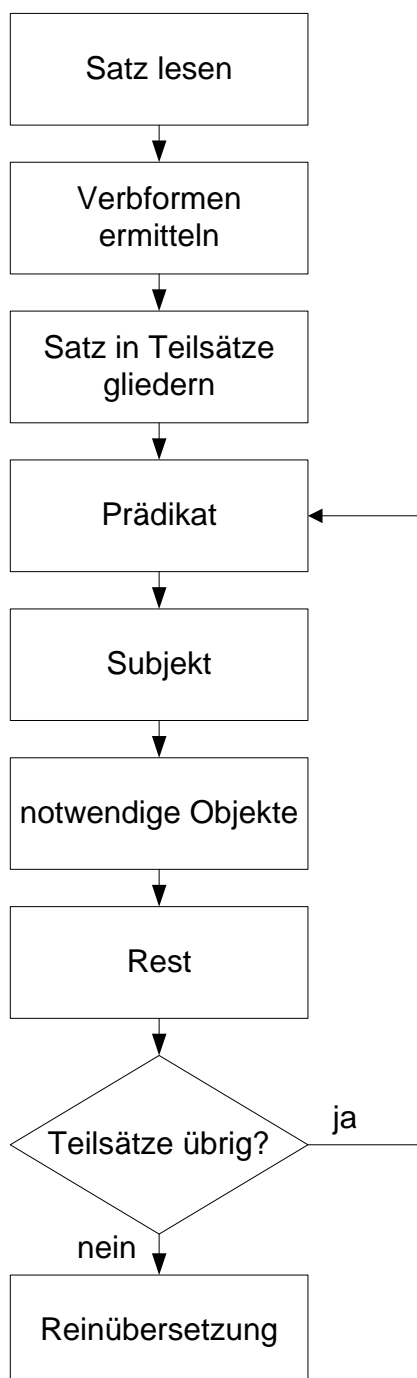 Satz lesen
Verbformen
ermitteln
Satz in Teilsätze
gliedern
Prädikat
Subjekt
notwendige Objekte
Rest
Teilsätze übrig?
ja
nein
Reinübersetzung